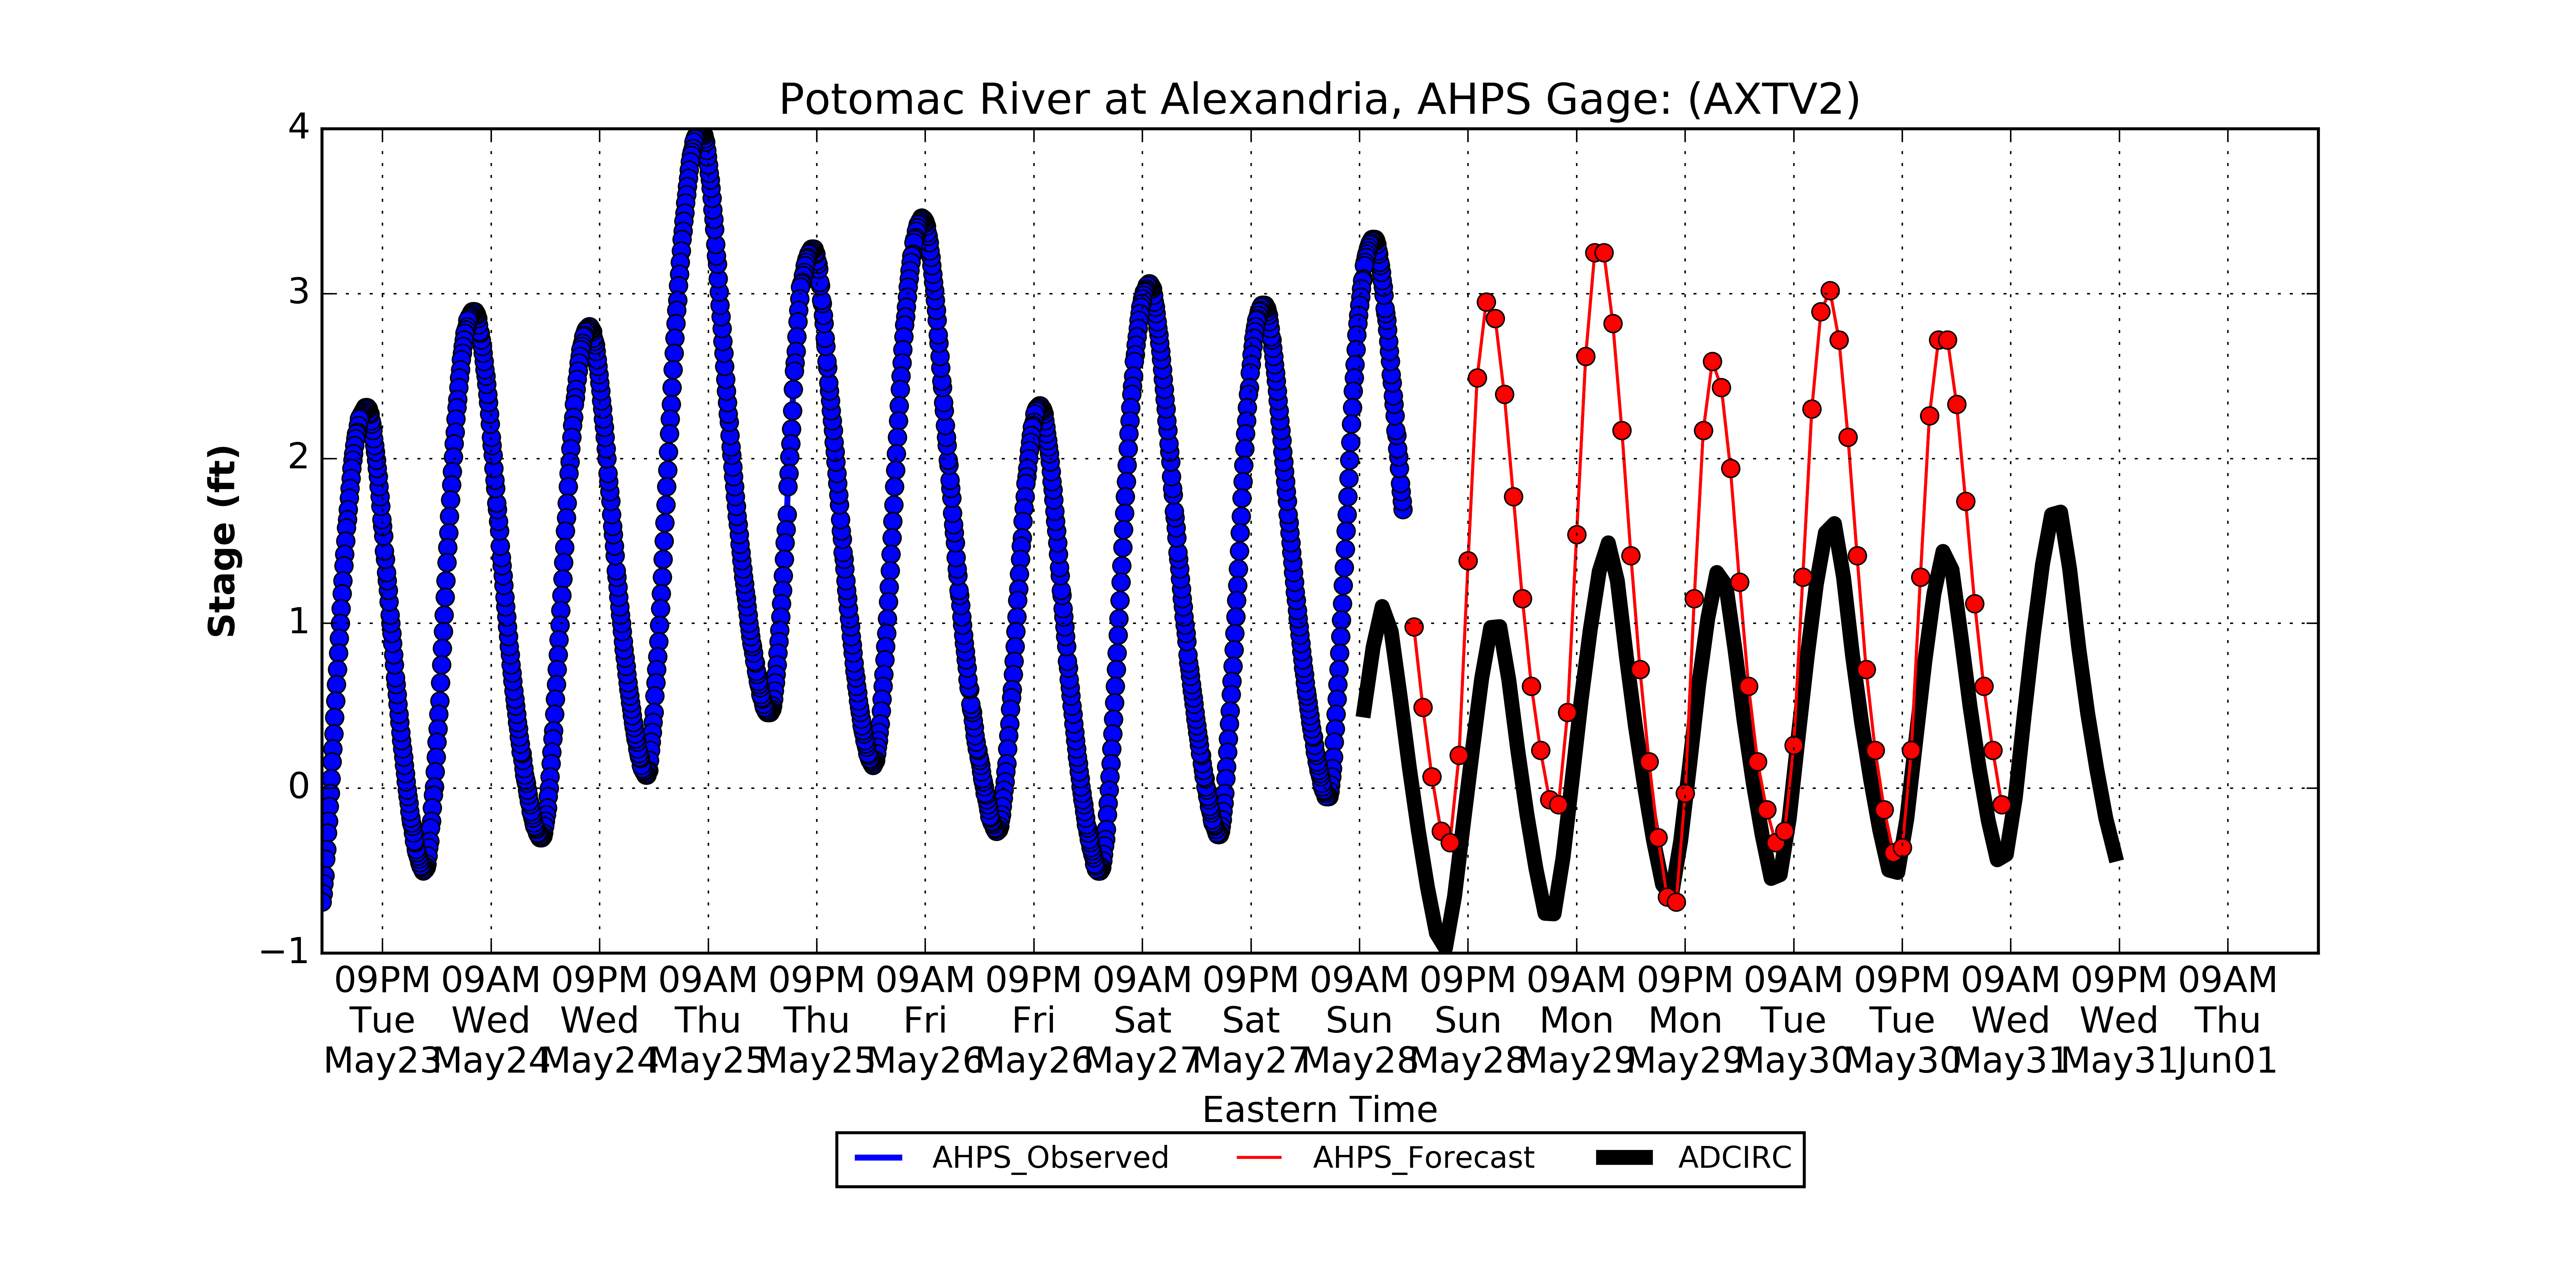 Potomac River at Alexandria, AHPS Gage: (AXTV2)
4
3
2
1
0
−1
Stage (ft)
09PM 09AM 09PM 09AM 09PM 09AM 09PM 09AM 09PM 09AM 09PM 09AM 09PM 09AM 09PM 09AM 09PM 09AM
Tue Wed Wed Thu Thu Fri Fri Sat Sat Sun Sun Mon Mon Tue Tue Wed Wed Thu
May23 May24 May24 May25 May25 May26 May26 May27 May27 May28 May28 May29 May29 May30 May30 May31 May31 Jun01
Eastern Time
AHPS_Observed AHPS_Forecast ADCIRC